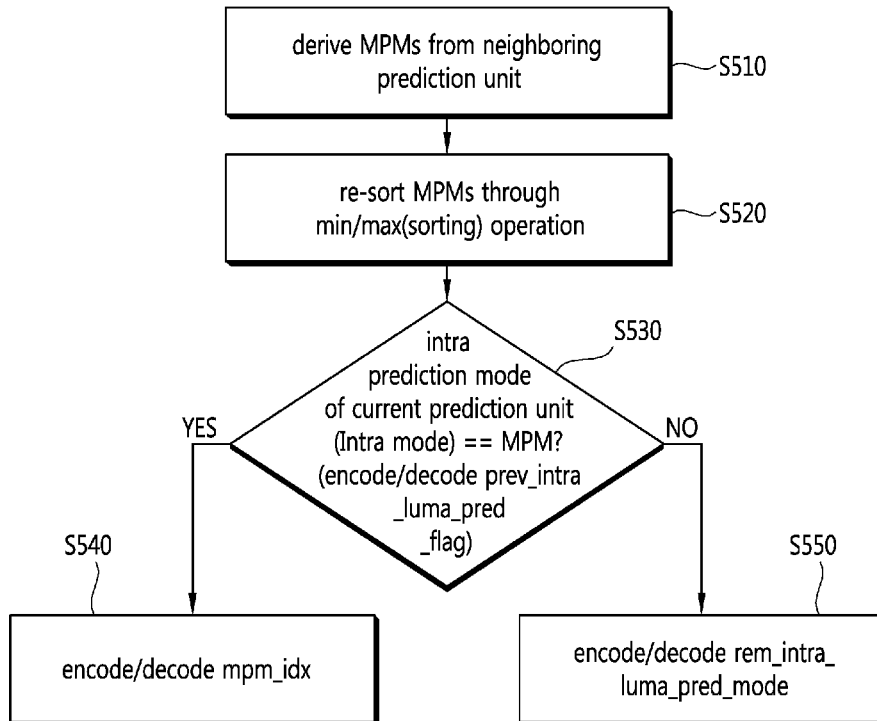 derive MPMs from neighboring
prediction unit
S510
re-sort MPMs through
min/max(sorting) operation
S520
S530
intra
prediction mode
of current prediction unit
(Intra mode) == MPM?
(encode/decode prev_intra
_luma_pred
_flag)
YES
NO
S540
S550
encode/decode mpm_idx
encode/decode rem_intra_
luma_pred_mode